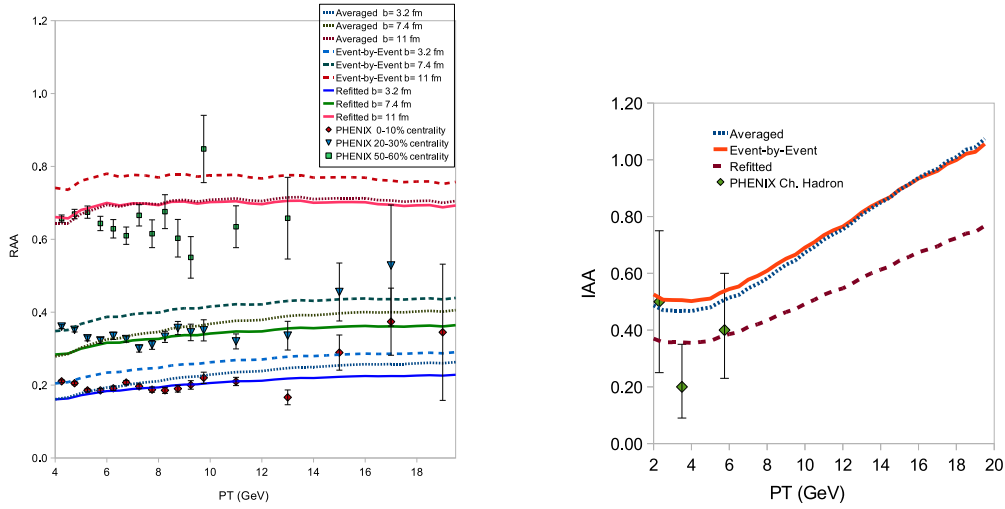 1.2
1.0
0.8
0.6
0.4
0.2
0.0
RAA
4
6
8
10
12
14
16
18
PT (GeV)
Averaged b= 3.2 fm
Averaged b= 7.4 fm
Averaged b= 11 fm
Event-by-Event b= 3.2 fm
Event-by-Event b= 7.4 fm
Event-by-Event b= 11 fm
Refitted b= 3.2 fm
Refitted b= 7.4 fm
Refitted b= 11 fm
PHENIX 0-10% centrality
PHENIX 20-30% centrality
PHENIX 50-60% centrality
1.20
1.00
0.80
0.60
0.40
0.20
0.00
IAA
2
4
6
8
10
12
14
16
18
20
PT (GeV)
Averaged
Event-by-Event
Refitted
PHENIX Ch. Hadron